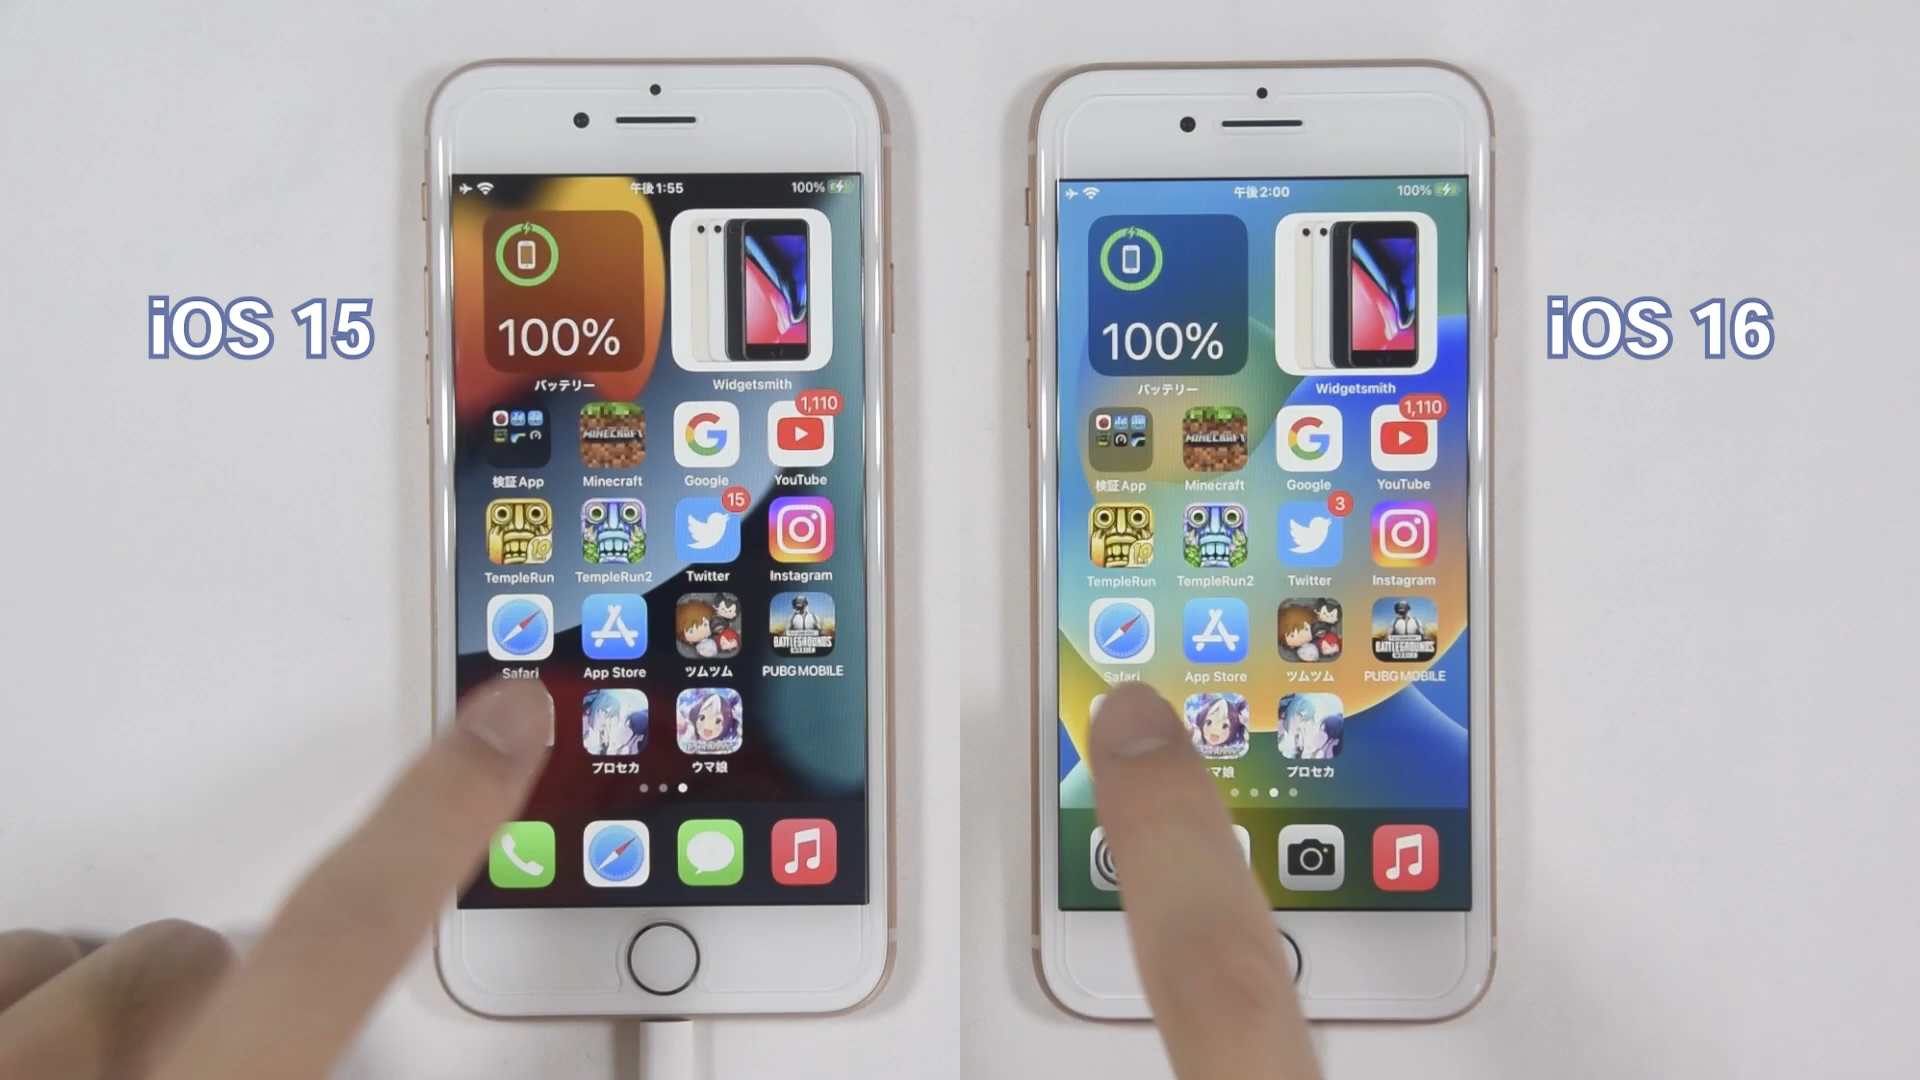 iOS 15
午後1:55
100%
100%
バッテリー
Widgetsmith
1,110
検証App
Minecraft
Google
YouTube
15
TempleRun
TempleRun2
Twitter
Instagram
Safari
App Store
ツムツム
PUBG MOBILE
プロセカ
ウマ娘
iOS 16
午後2:00
100%
100%
バッテリー
Widgetsmith
1,110
検証App
Minecraft
Google
YouTube
3
TempleRun
TempleRun2
Twitter
Instagram
Safari
App Store
ツムツム
PUBG MOBILE
マ娘
プロセカ